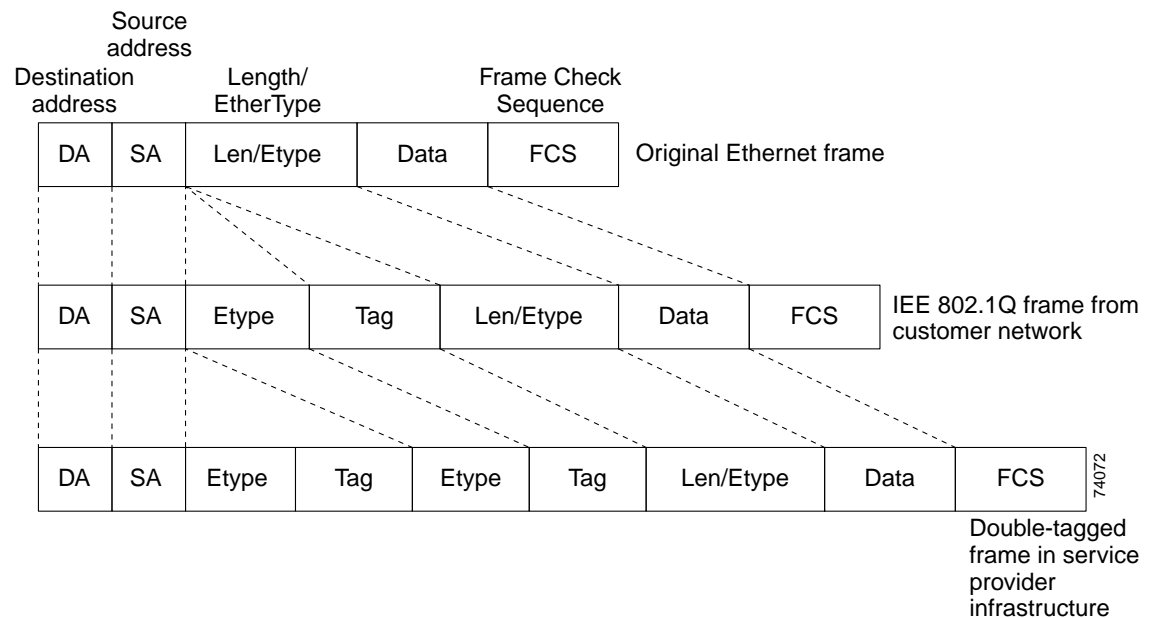 Source
address
Destination
address
Length/
EtherType
Frame Check
Sequence
DA SA Len/Etype Data FCS Original Ethernet frame
DA SA Etype Tag Len/Etype Data FCS
IEE 802.1Q frame from
customer network
DA SA Etype Tag Etype Tag Len/Etype Data FCS
74072
Double-tagged
frame in service
provider
infrastructure